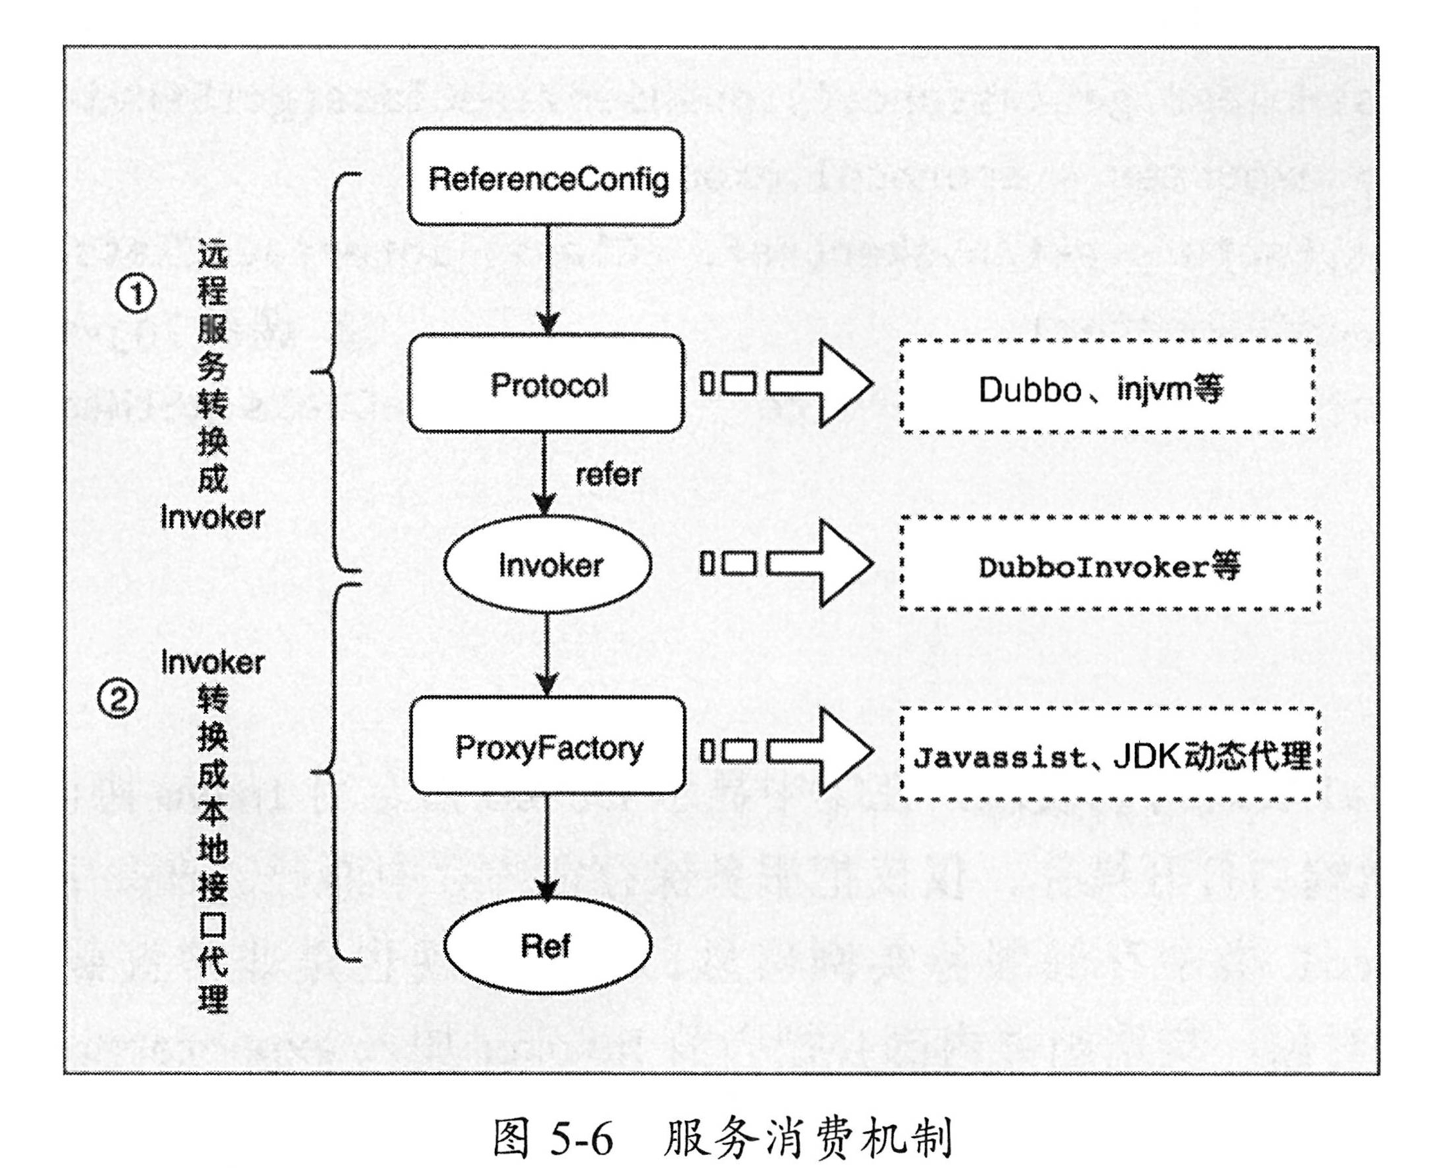 ReferenceConfig
① 远程服务转换成Invoker
Protocol
Dubbo、injvm等
refer
Invoker
DubboInvoker等
② Invoker转换成本地接口代理
ProxyFactory
Javassist、JDK动态代理
Ref
图 5-6 服务消费机制